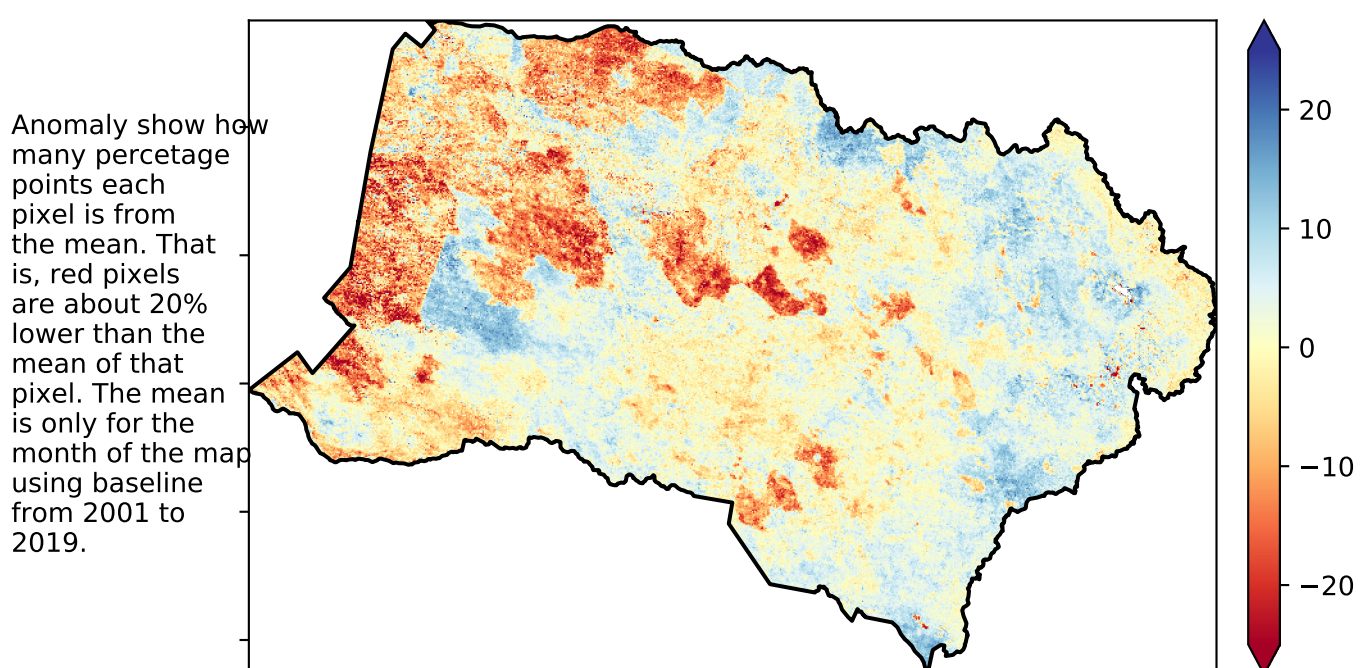 Anomaly show how
many percetage
points each
pixel is from
the mean. That
is, red pixels
are about 20%
lower than the
mean of that
pixel. The mean
is only for the
month of the map
using baseline
from 2001 to
2019.
20
10
0
−10
−20